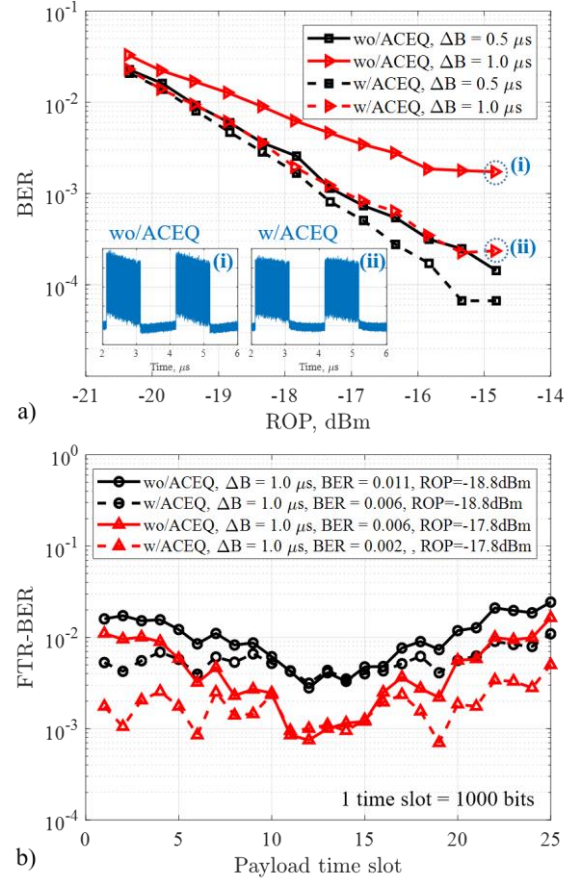 10⁻¹
10⁻²
10⁻³
10⁻⁴
BER
wo/ACEQ, ΔB = 0.5 μs
wo/ACEQ, ΔB = 1.0 μs
w/ACEQ, ΔB = 0.5 μs
w/ACEQ, ΔB = 1.0 μs
(i)
(ii)
wo/ACEQ
w/ACEQ
(i)
(ii)
2 3 4 5 6
2 3 4 5 6
Time, μs
Time, μs
-21 -20 -19 -18 -17 -16 -15 -14
ROP, dBm
a)
10⁰
10⁻¹
10⁻²
10⁻³
10⁻⁴
FTR-BER
wo/ACEQ, ΔB = 1.0 μs, BER = 0.011, ROP=-18.8dBm
w/ACEQ, ΔB = 1.0 μs, BER = 0.006, ROP=-18.8dBm
wo/ACEQ, ΔB = 1.0 μs, BER = 0.006, ROP=-17.8dBm
w/ACEQ, ΔB = 1.0 μs, BER = 0.002, , ROP=-17.8dBm
1 time slot = 1000 bits
0 5 10 15 20 25
Payload time slot
b)